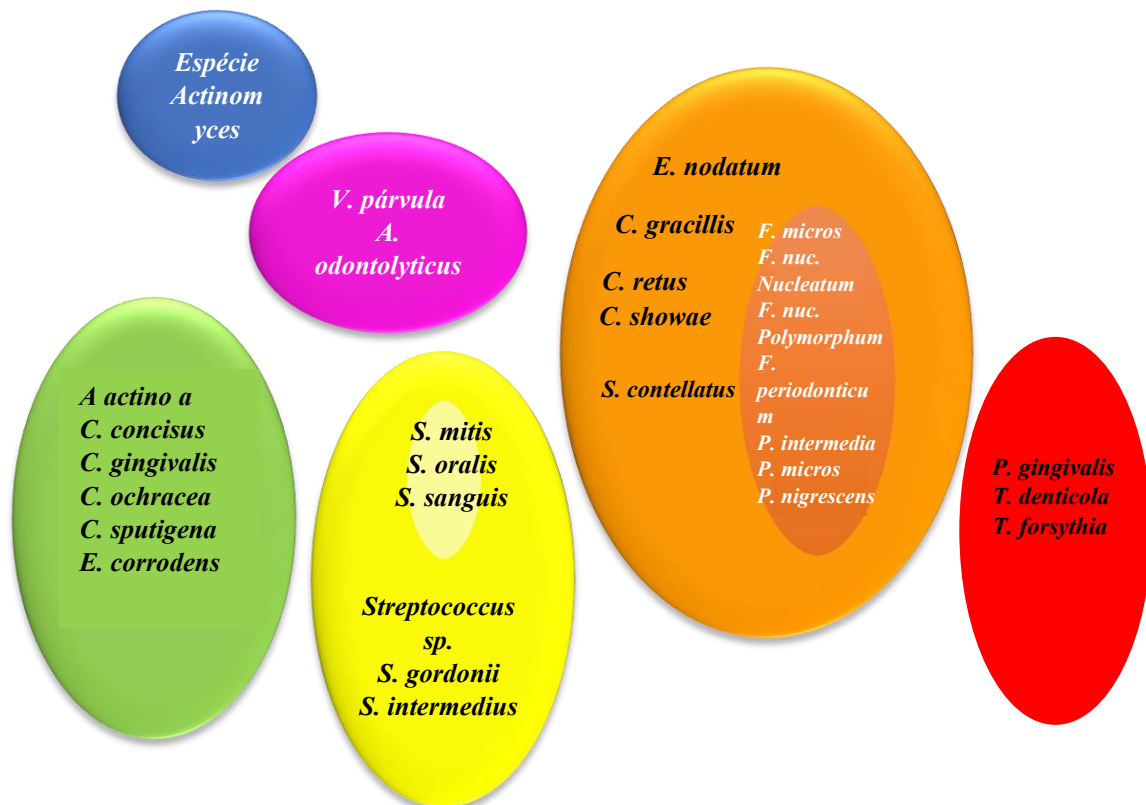 Espécie
Actinom
yces
V. párvula
A.
odontolyticus
A actino a
C. concisus
C. gingivalis
C. ochracea
C. sputigena
E. corrodens
S. mitis
S. oralis
S. sanguis
Streptococcus
sp.
S. gordonii
S. intermedius
E. nodatum
C. gracillis
C. retus
C. showae
S. contellatus
F. micros
F. nuc.
Nucleatum
F. nuc.
Polymorphum
F.
periodonticu
m
P. intermedia
P. micros
P. nigrescens
P. gingivalis
T. denticola
T. forsythia